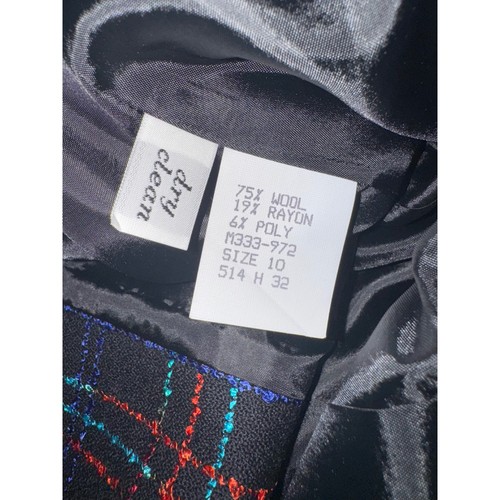 dry
clean
75% WOOL
19% RAYON
6% POLY
M333-972
SIZE 10
514 H 32